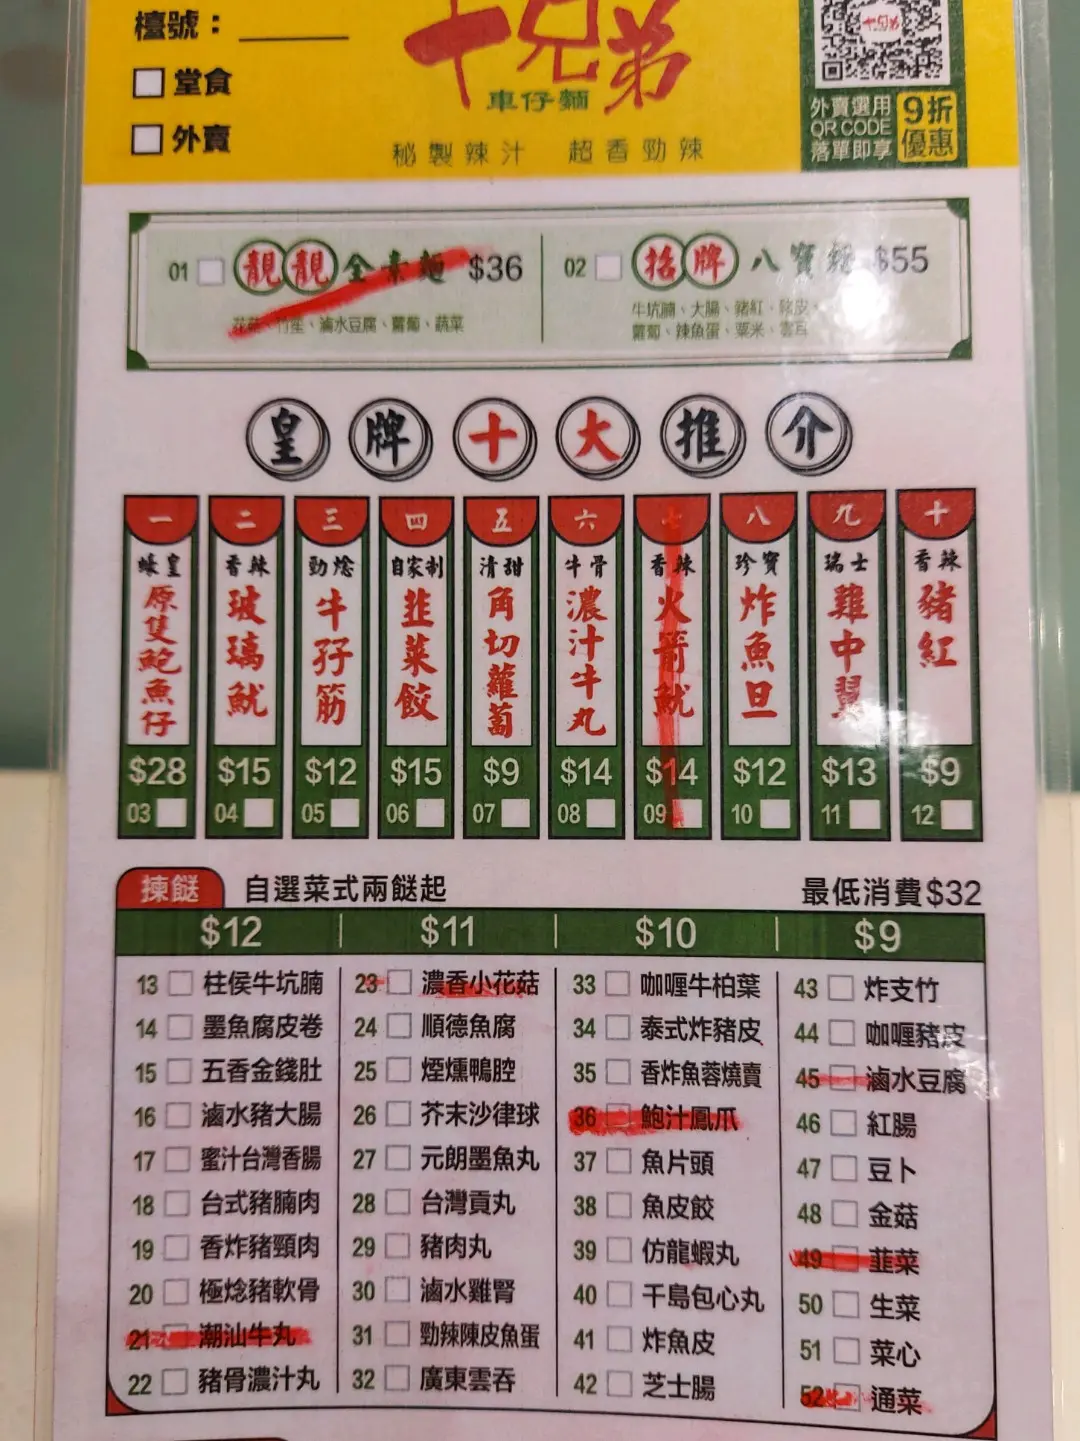 檯號：
堂食
外賣
十兄弟
車仔麵
秘製辣汁 超香勁辣
外賣選用
QR CODE
落單即享
9折
優惠
01 靚靚全素麵 $36
花菇、竹笙、滷水豆腐、蘿蔔、蔬菜
02 招牌八寶麵 $55
牛坑腩、大腸、豬紅、豬皮、
蘿蔔、辣魚蛋、粟米、雲耳
皇牌十大推介
一 蠔皇 原隻鮑魚仔 $28 03
二 香辣 玻璃魷 $15 04
三 勁焾 牛孖筋 $12 05
四 自家制 韮菜餃 $15 06
五 清甜 角切蘿蔔 $9 07
六 牛骨 濃汁牛丸 $14 08
七 香辣 火箭魷 $14 09
八 珍寶 炸魚旦 $12 10
九 瑞士 雞中翼 $13 11
十 香辣 豬紅 $9 12
揀餸 自選菜式兩餸起 最低消費$32
$12
13 柱侯牛坑腩
14 墨魚腐皮卷
15 五香金錢肚
16 滷水豬大腸
17 蜜汁台灣香腸
18 台式豬腩肉
19 香炸豬頸肉
20 極焾豬軟骨
21 潮汕牛丸
22 豬骨濃汁丸
$11
23 濃香小花菇
24 順德魚腐
25 煙燻鴨腔
26 芥末沙律球
27 元朗墨魚丸
28 台灣貢丸
29 豬肉丸
30 滷水雞腎
31 勁辣陳皮魚蛋
32 廣東雲吞
$10
33 咖喱牛柏葉
34 泰式炸豬皮
35 香炸魚蓉燒賣
36 鮑汁鳳爪
37 魚片頭
38 魚皮餃
39 仿龍蝦丸
40 千島包心丸
41 炸魚皮
42 芝士腸
$9
43 炸支竹
44 咖喱豬皮
45 滷水豆腐
46 紅腸
47 豆卜
48 金菇
49 韮菜
50 生菜
51 菜心
52 通菜